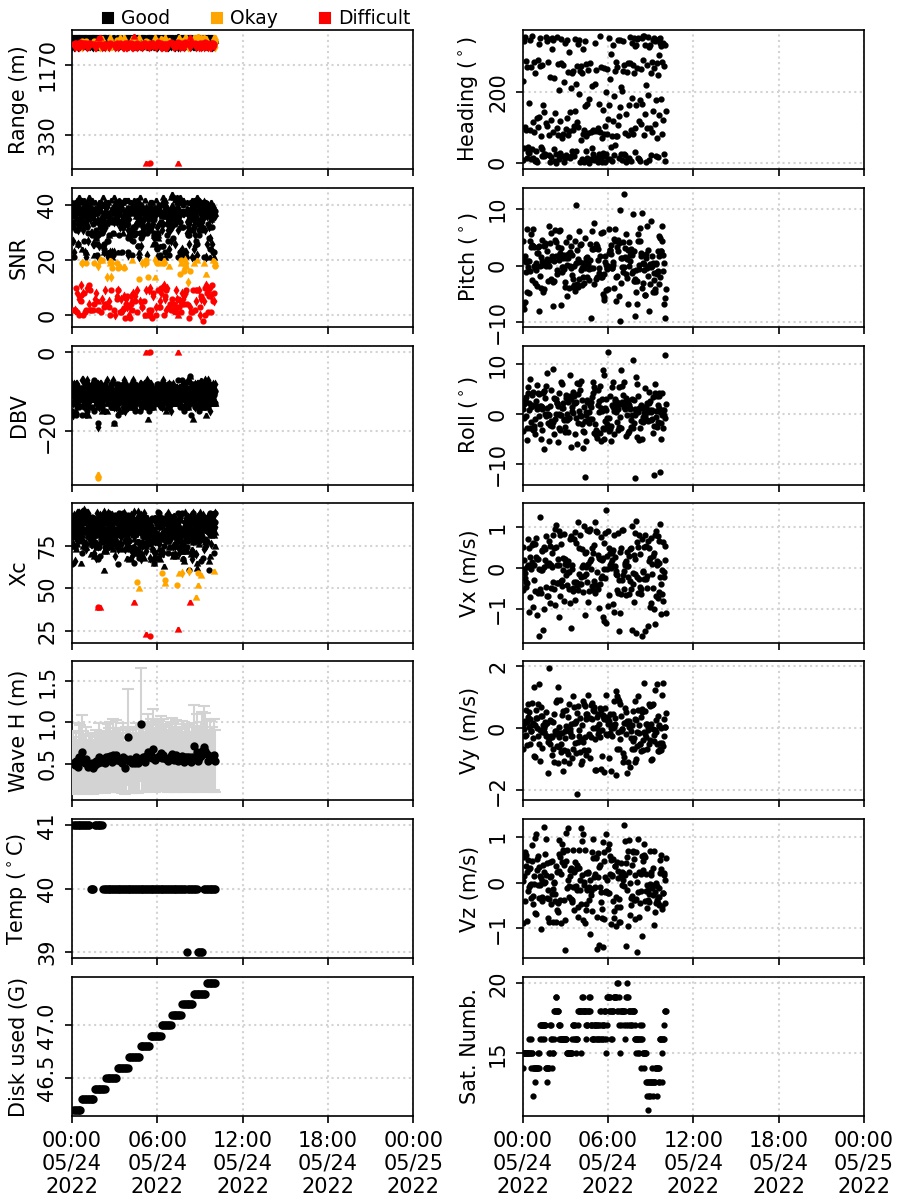 Good Okay Difficult
Range (m)
1170
330
Heading (°)
200
0
SNR
40
20
0
Pitch (°)
10
0
−10
DBV
0
−20
Roll (°)
10
0
−10
Xc
75
50
25
Vx (m/s)
1
0
−1
Wave H (m)
1.5
1.0
0.5
Vy (m/s)
2
0
−2
Temp (°C)
41
40
39
Vz (m/s)
1
0
−1
Disk used (G)
47.0
46.5
Sat. Numb.
20
15
00:00 06:00 12:00 18:00 00:00
05/24 05/24 05/24 05/24 05/25
2022 2022 2022 2022 2022
00:00 06:00 12:00 18:00 00:00
05/24 05/24 05/24 05/24 05/25
2022 2022 2022 2022 2022